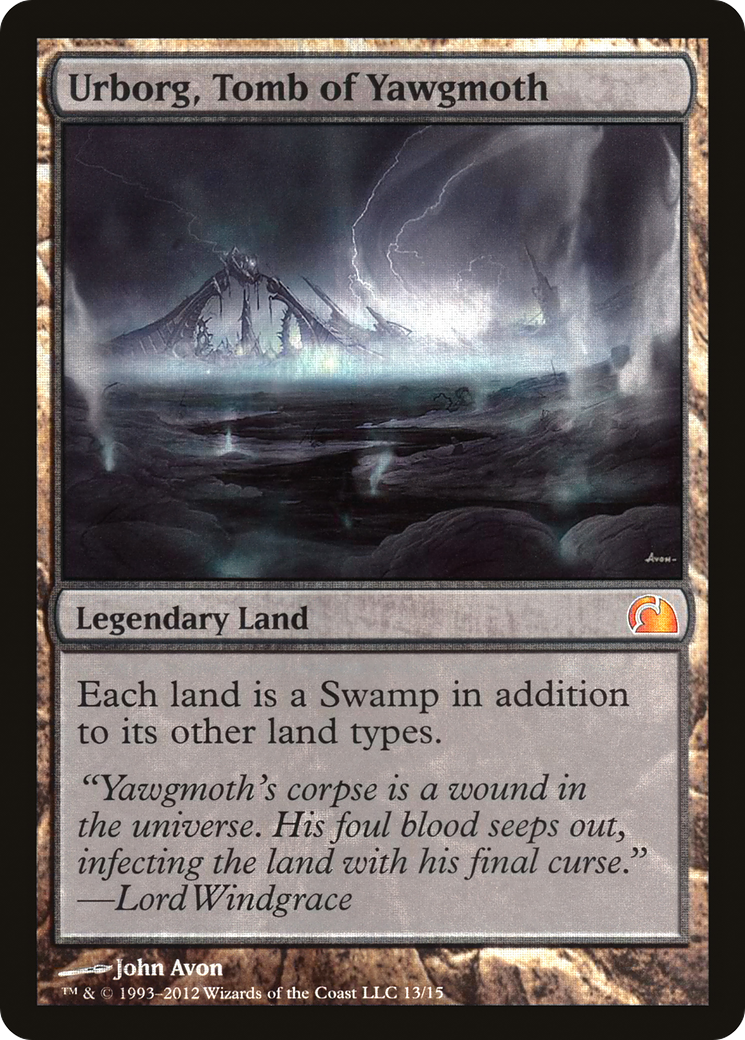 Urborg, Tomb of Yawgmoth
Avon-
Legendary Land
Each land is a Swamp in addition
to its other land types.
“Yawgmoth’s corpse is a wound in
the universe. His foul blood seeps out,
infecting the land with his final curse.”
—Lord Windgrace
John Avon
™ & © 1993–2012 Wizards of the Coast LLC 13/15